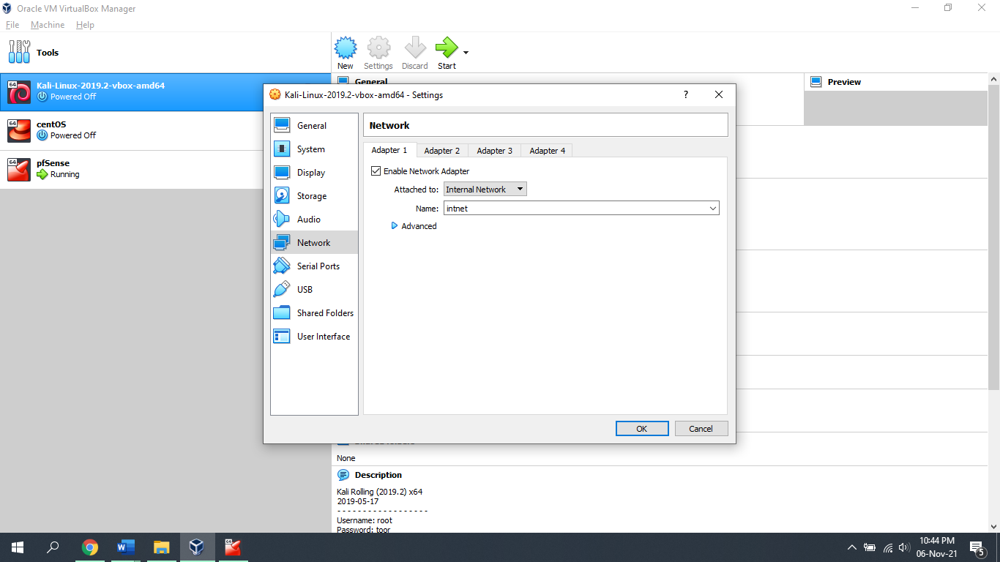 Oracle VM VirtualBox Manager
File Machine Help
Tools
New Settings Discard Start
64
Kali-Linux-2019.2-vbox-amd64
Powered Off
64
centOS
Powered Off
64
pfSense
Running
General
Preview
Kali-Linux-2019.2-vbox-amd64 - Settings
?
General
System
Display
Storage
Audio
Network
Serial Ports
USB
Shared Folders
User Interface
Network
Adapter 1 Adapter 2 Adapter 3 Adapter 4
Enable Network Adapter
Attached to: Internal Network
Name: intnet
Advanced
OK Cancel
None
Description
Kali Rolling (2019.2) x64
2019-05-17
- - - - - - - - - - - - - - - - - -
Username: root
Password: toor
64
10:44 PM
06-Nov-21
5